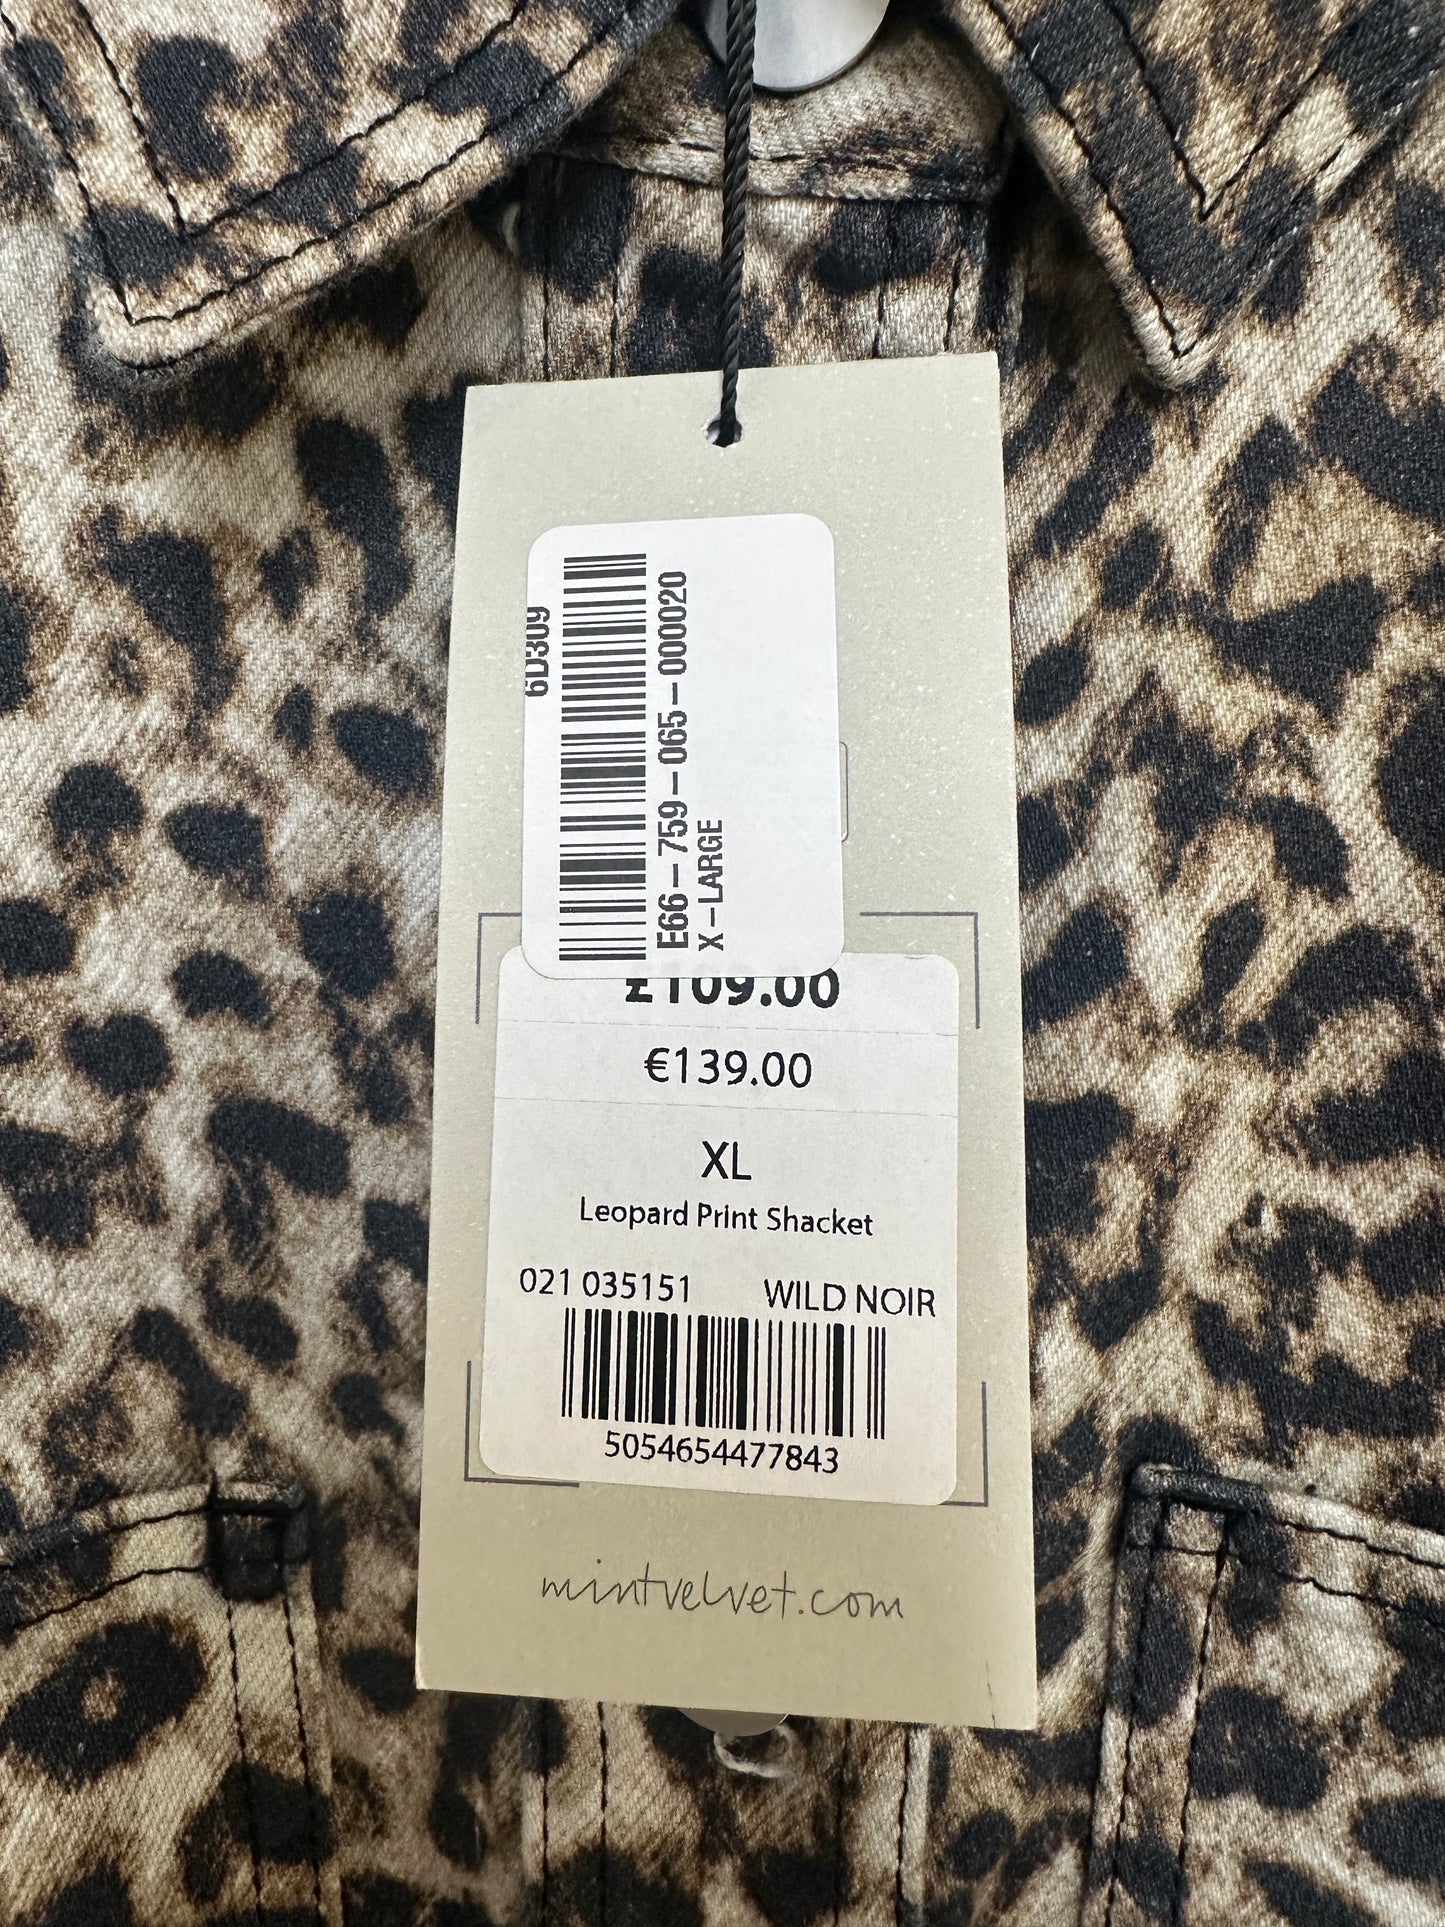 6D309
E66-759-065-000020
X-LARGE
£109.00
€139.00
XL
Leopard Print Shacket
021 035151 WILD NOIR
5054654477843
mintvelvet.com